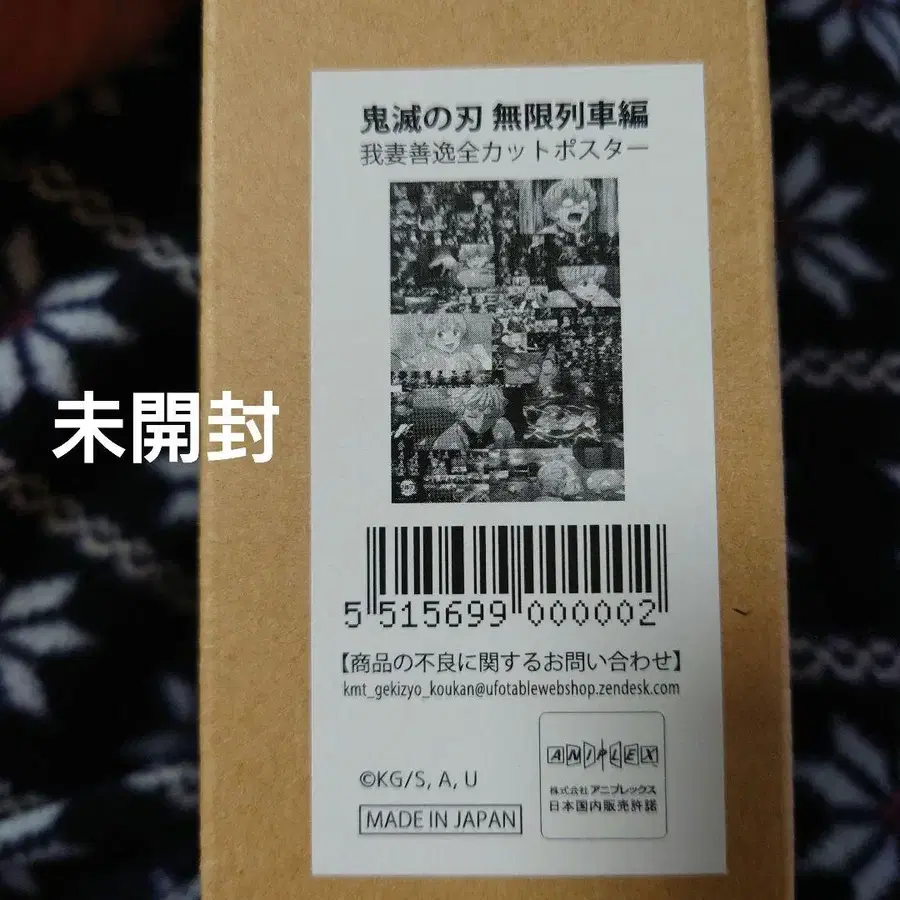 鬼滅の刃 無限列車編
我妻善逸全カットポスター
未開封
5 515699 000002
【商品の不良に関するお問い合わせ】
kmt_gekizyo_koukan@ufotablewebshop.zendesk.com
©KG/S, A, U
MADE IN JAPAN
ANIPLEX
株式会社アニプレックス
日本国内販売許諾